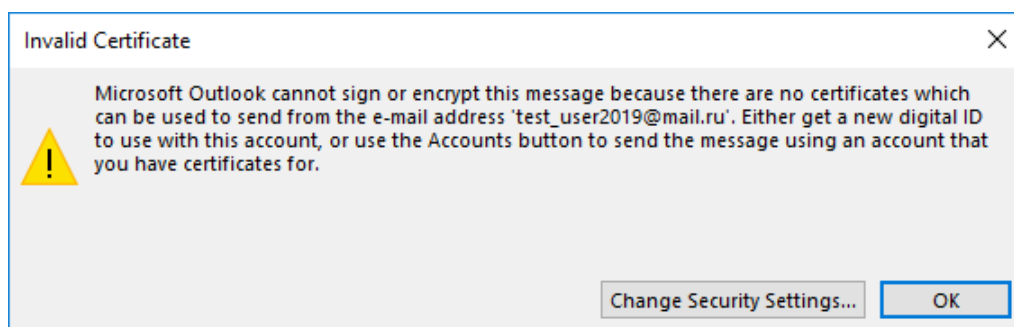 Invalid Certificate
Microsoft Outlook cannot sign or encrypt this message because there are no certificates which
can be used to send from the e-mail address 'test_user2019@mail.ru'. Either get a new digital ID
to use with this account, or use the Accounts button to send the message using an account that
you have certificates for.
Change Security Settings...
OK